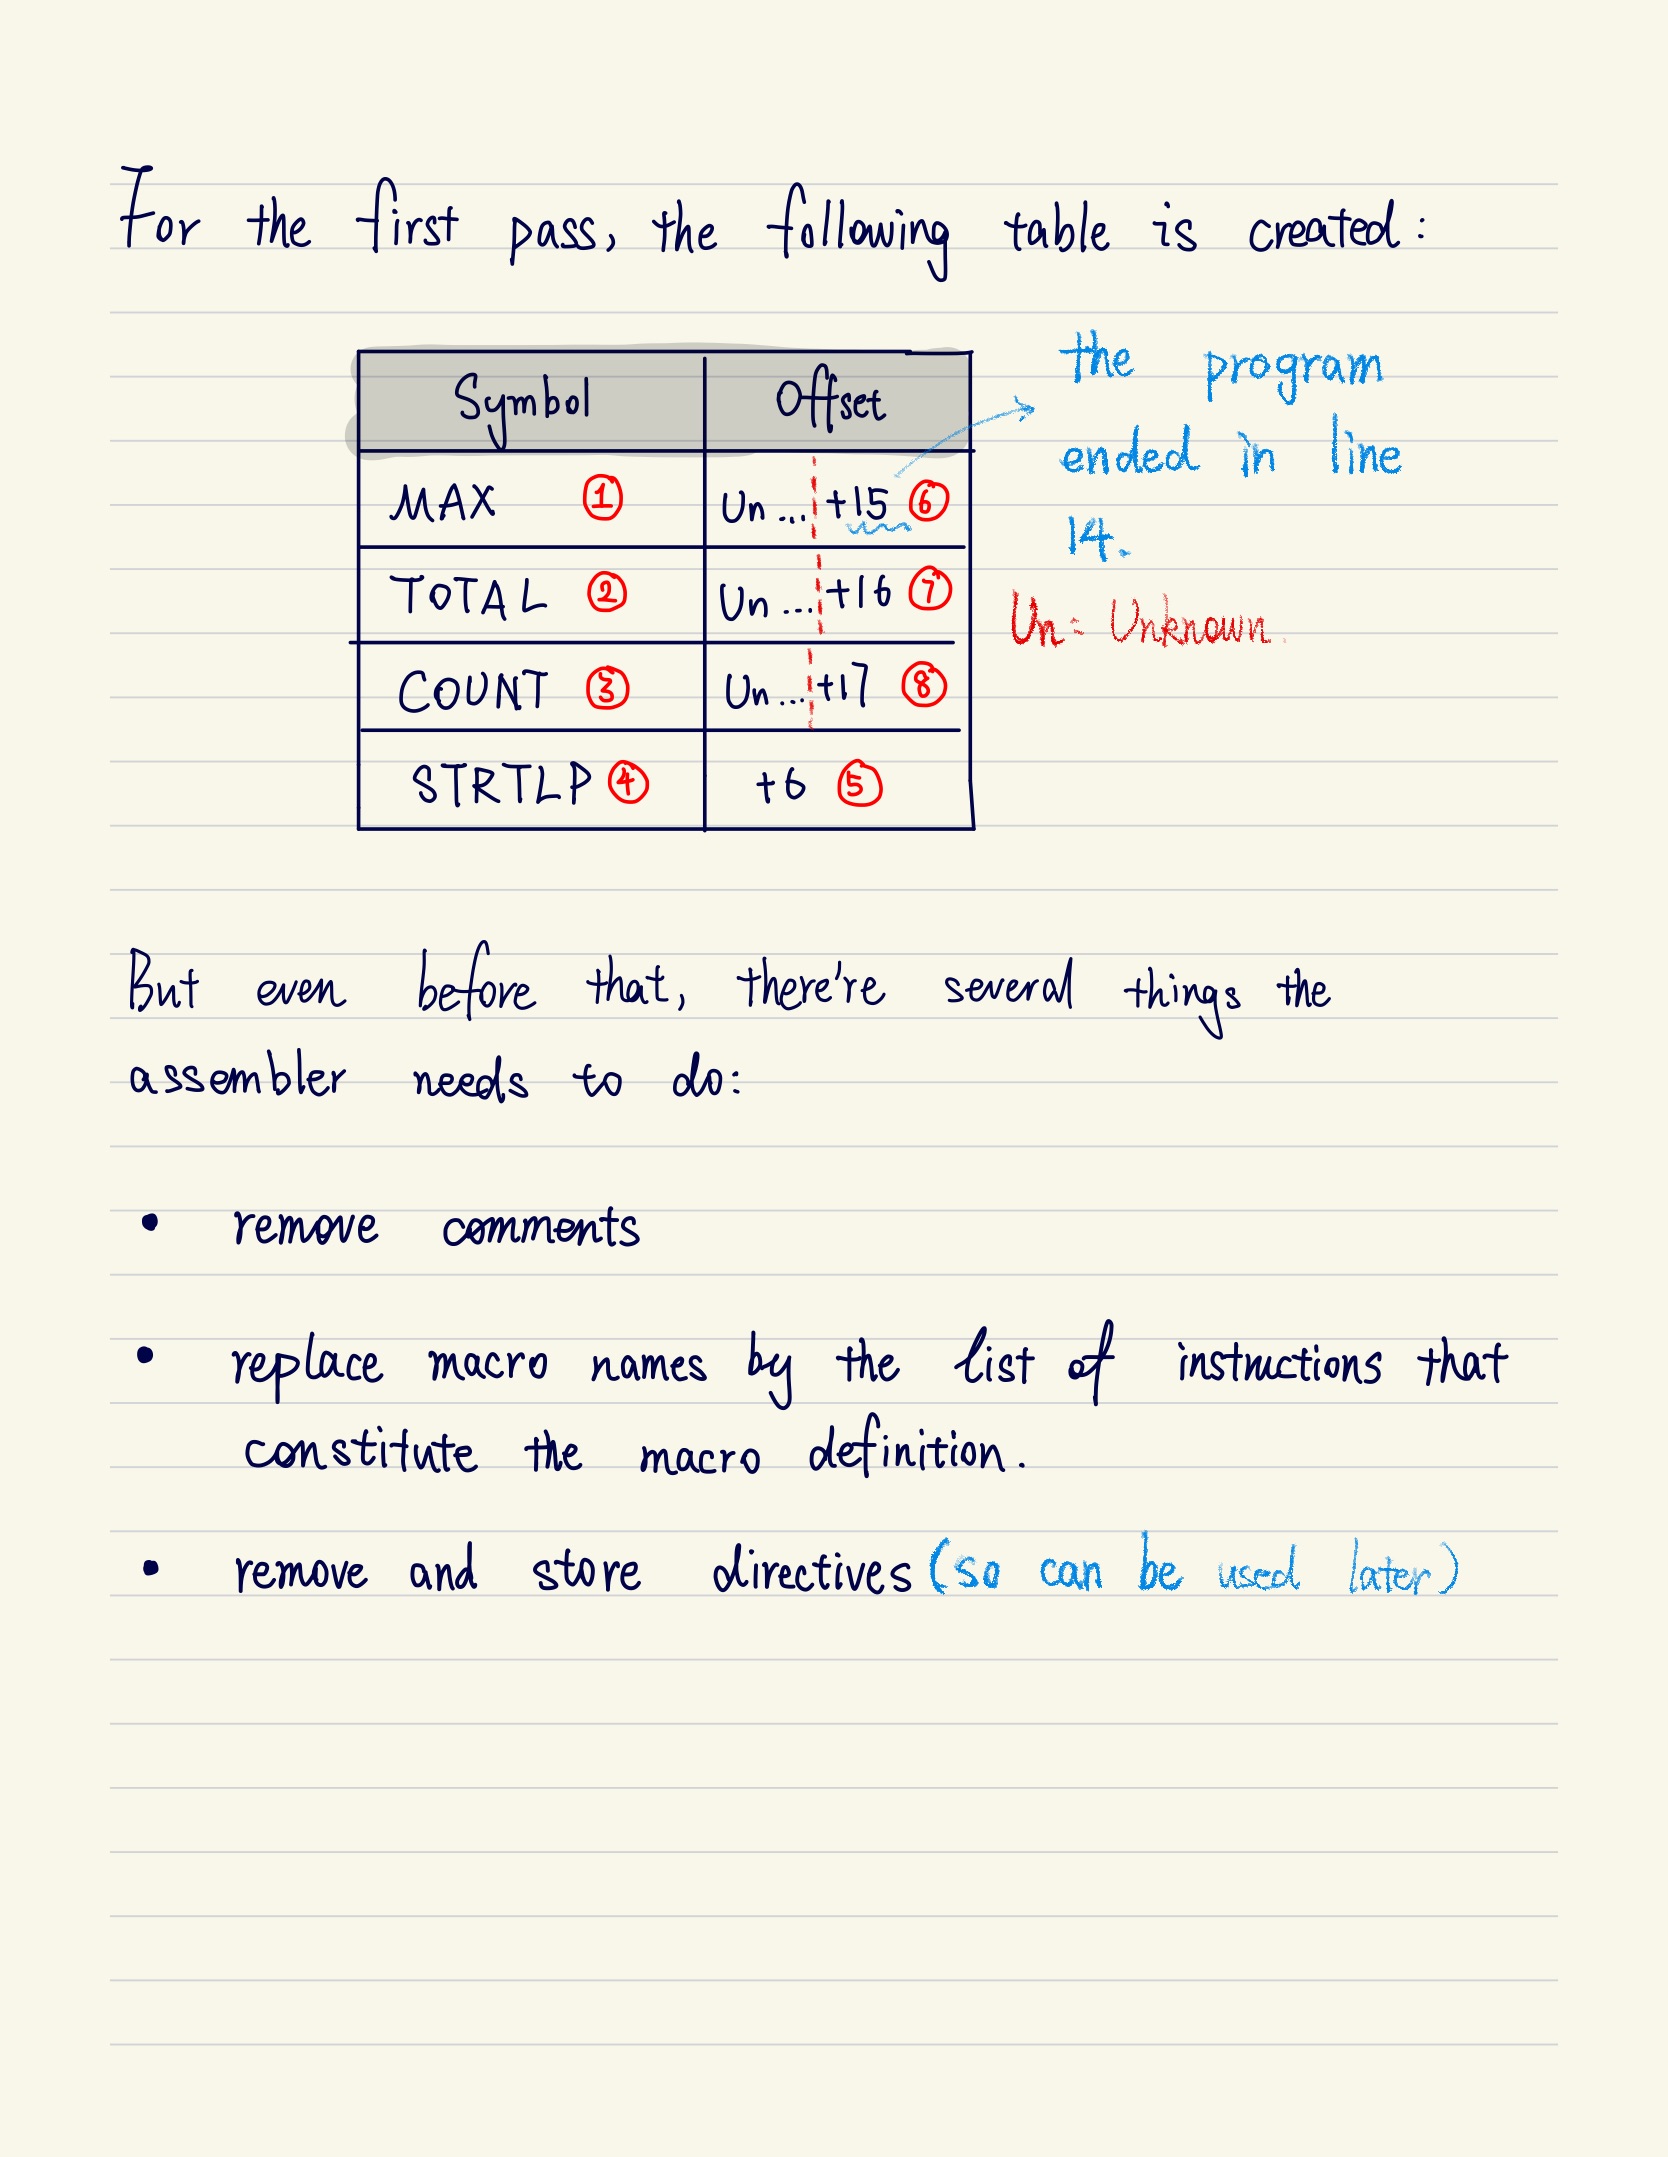 For the first pass, the following table is created:
Symbol Offset
MAX ① Un... +15 ⑥
TOTAL ② Un... +16 ⑦
COUNT ③ Un... +17 ⑧
STRTLP ④ +6 ⑤
the program
ended in line
14.
Un = Unknown.
But even before that, there're several things the
assembler needs to do:
• remove comments
• replace macro names by the list of instructions that
constitute the macro definition.
• remove and store directives (so can be used later)